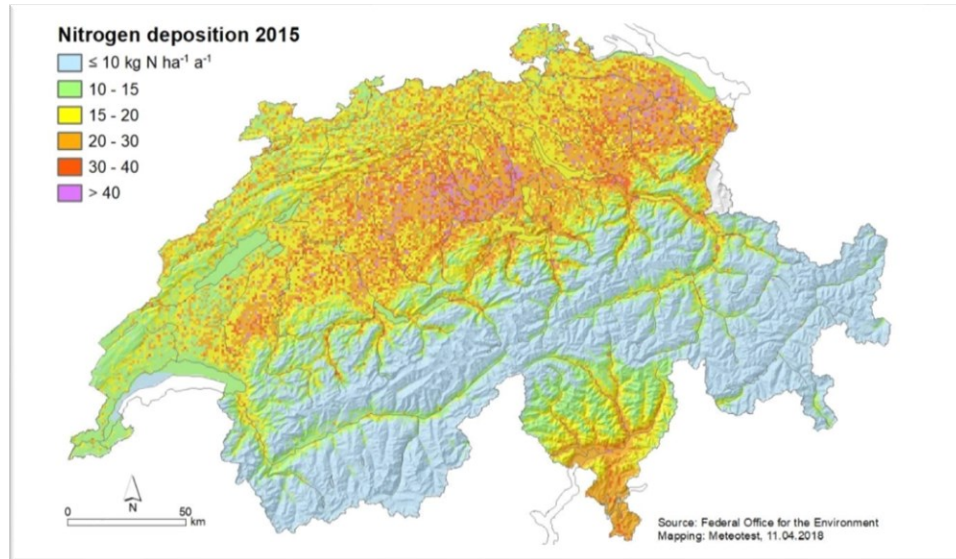 Nitrogen deposition 2015
≤ 10 kg N ha⁻¹ a⁻¹
10 - 15
15 - 20
20 - 30
30 - 40
> 40
N
0 50
km
Source: Federal Office for the Environment
Mapping: Meteotest, 11.04.2018